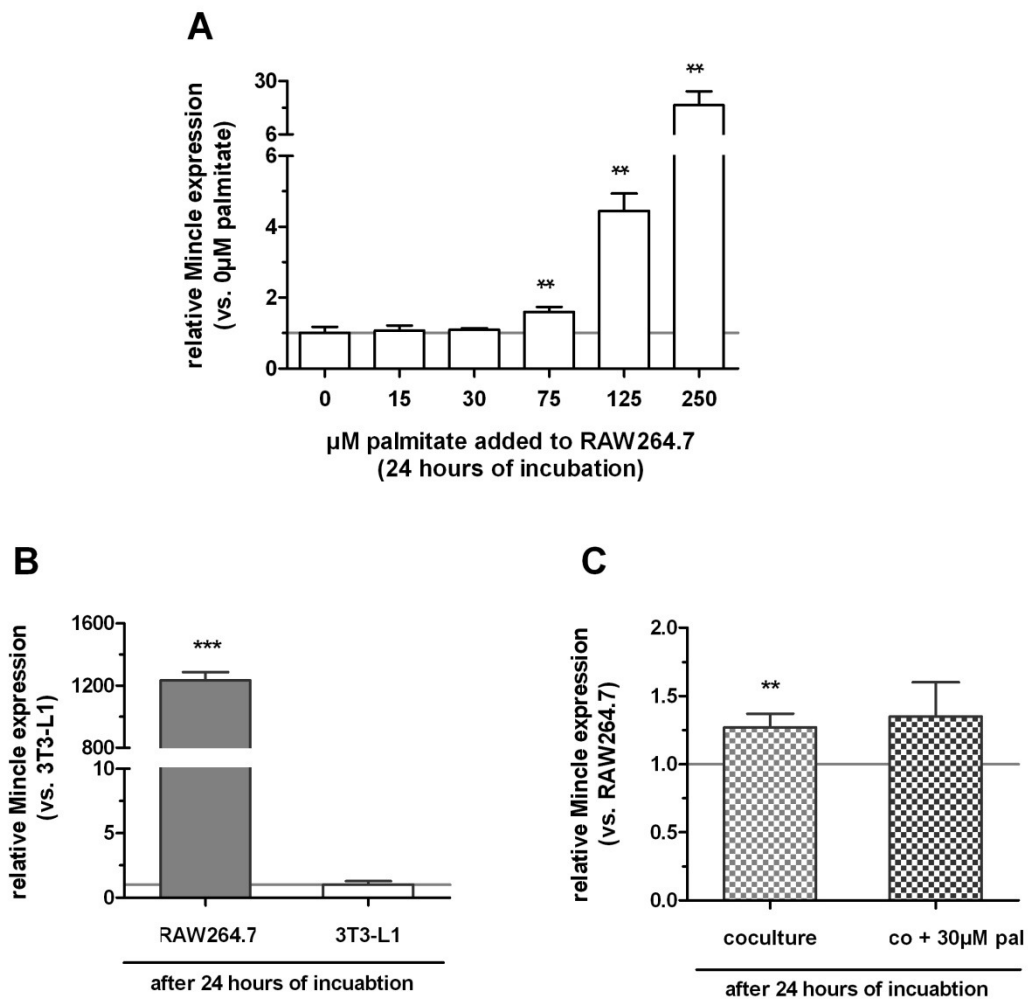 A
relative Mincle expression
(vs. 0µM palmitate)
30
6
6
4
2
0
**
**
**
0 15 30 75 125 250
µM palmitate added to RAW264.7
(24 hours of incubation)
B
relative Mincle expression
(vs. 3T3-L1)
1600
1200
800
10
5
0
***
RAW264.7 3T3-L1
after 24 hours of incuabtion
C
relative Mincle expression
(vs. RAW264.7)
2.0
1.5
1.0
0.5
0.0
**
coculture co + 30µM pal
after 24 hours of incuabtion